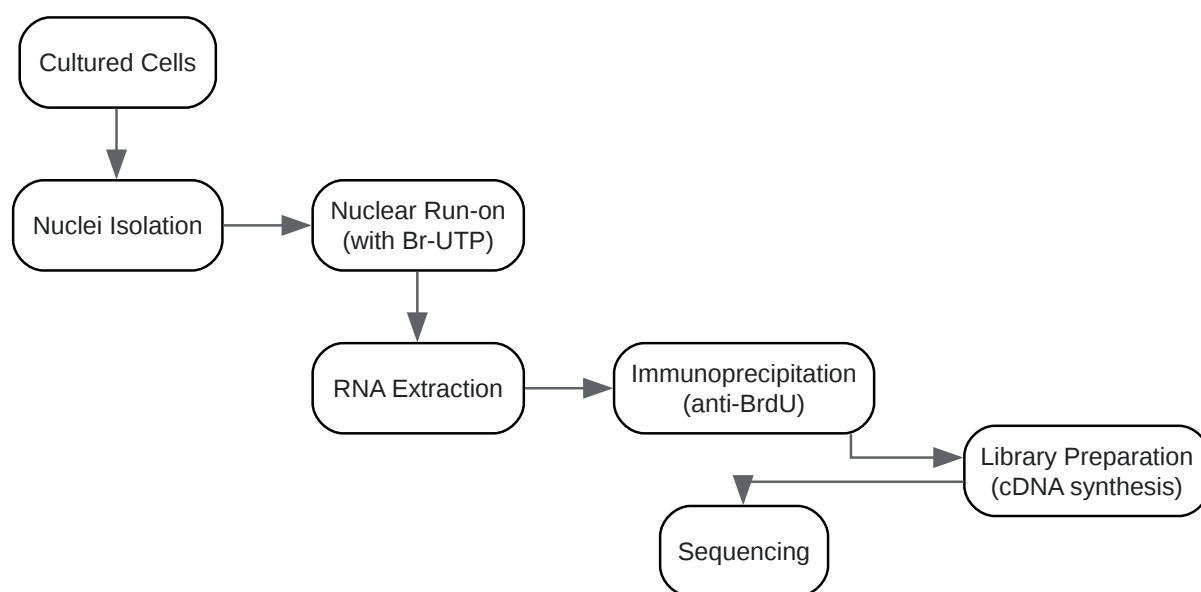 Cultured Cells
Nuclei Isolation
Nuclear Run-on
(with Br-UTP)
RNA Extraction
Immunoprecipitation
(anti-BrdU)
Library Preparation
(cDNA synthesis)
Sequencing